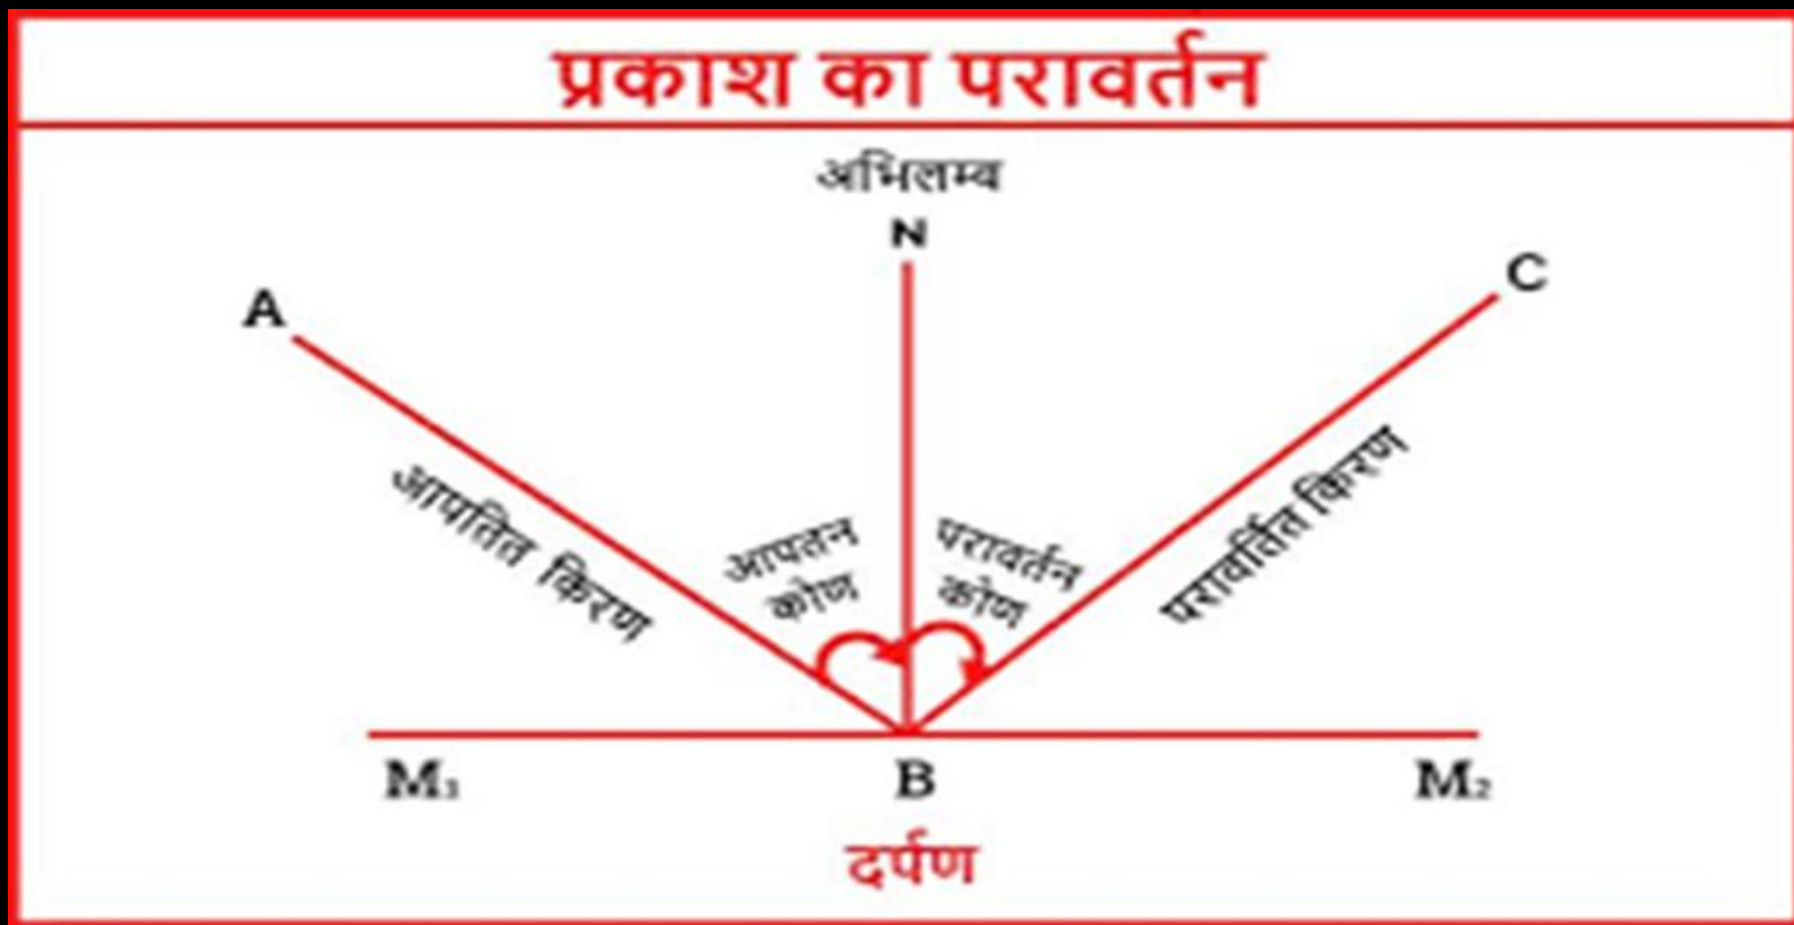 प्रकाश का परावर्तन
अभिलम्ब
N
A
C
आपतित किरण
आपतन
कोण
परावर्तन
कोण
परावर्तित किरण
M₁
B
M₂
दर्पण